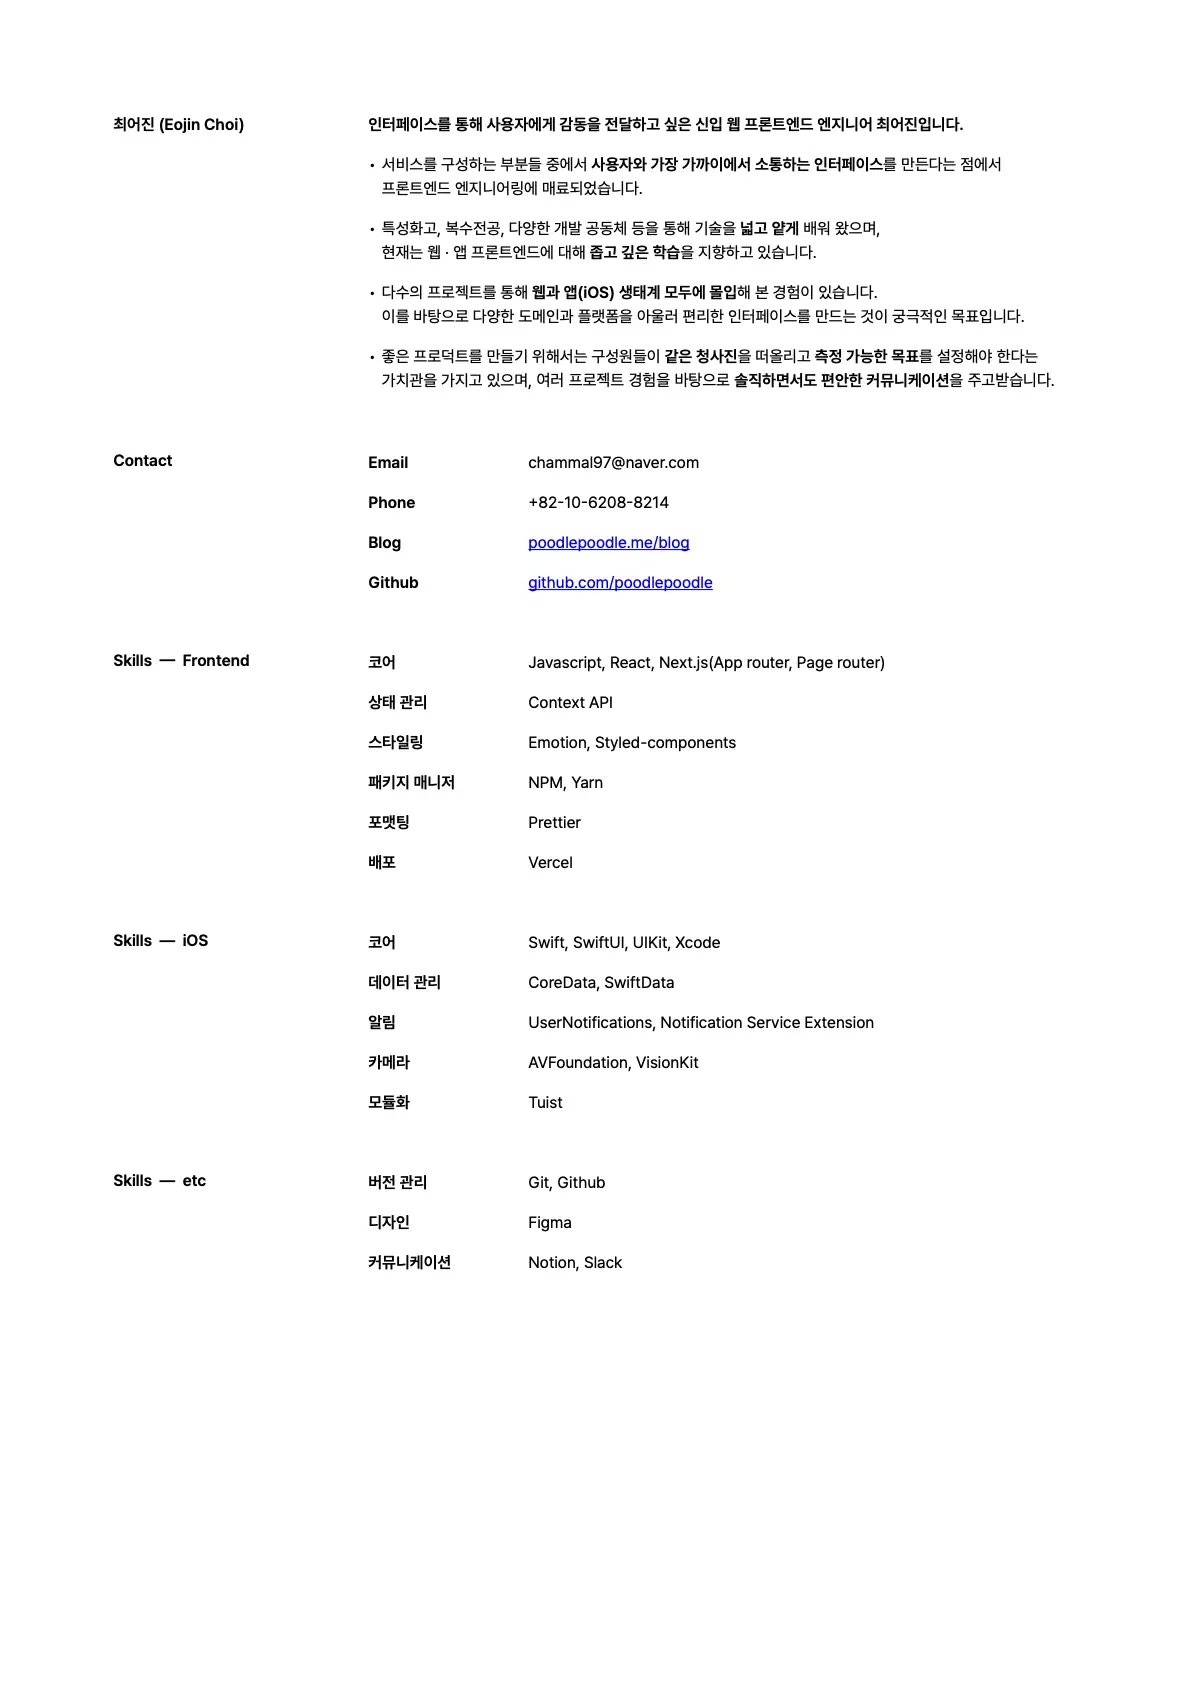 최어진 (Eojin Choi)
인터페이스를 통해 사용자에게 감동을 전달하고 싶은 신입 웹 프론트엔드 엔지니어 최어진입니다.
• 서비스를 구성하는 부분들 중에서 사용자와 가장 가까이에서 소통하는 인터페이스를 만든다는 점에서
프론트엔드 엔지니어링에 매료되었습니다.
• 특성화고, 복수전공, 다양한 개발 공동체 등을 통해 기술을 넓고 얕게 배워 왔으며,
현재는 웹 · 앱 프론트엔드에 대해 좁고 깊은 학습을 지향하고 있습니다.
• 다수의 프로젝트를 통해 웹과 앱(iOS) 생태계 모두에 몰입해 본 경험이 있습니다.
이를 바탕으로 다양한 도메인과 플랫폼을 아울러 편리한 인터페이스를 만드는 것이 궁극적인 목표입니다.
• 좋은 프로덕트를 만들기 위해서는 구성원들이 같은 청사진을 떠올리고 측정 가능한 목표를 설정해야 한다는
가치관을 가지고 있으며, 여러 프로젝트 경험을 바탕으로 솔직하면서도 편안한 커뮤니케이션을 주고받습니다.
Contact
Email chammal97@naver.com
Phone +82-10-6208-8214
Blog poodlepoodle.me/blog
Github github.com/poodlepoodle
Skills — Frontend
코어 Javascript, React, Next.js(App router, Page router)
상태 관리 Context API
스타일링 Emotion, Styled-components
패키지 매니저 NPM, Yarn
포맷팅 Prettier
배포 Vercel
Skills — iOS
코어 Swift, SwiftUI, UIKit, Xcode
데이터 관리 CoreData, SwiftData
알림 UserNotifications, Notification Service Extension
카메라 AVFoundation, VisionKit
모듈화 Tuist
Skills — etc
버전 관리 Git, Github
디자인 Figma
커뮤니케이션 Notion, Slack